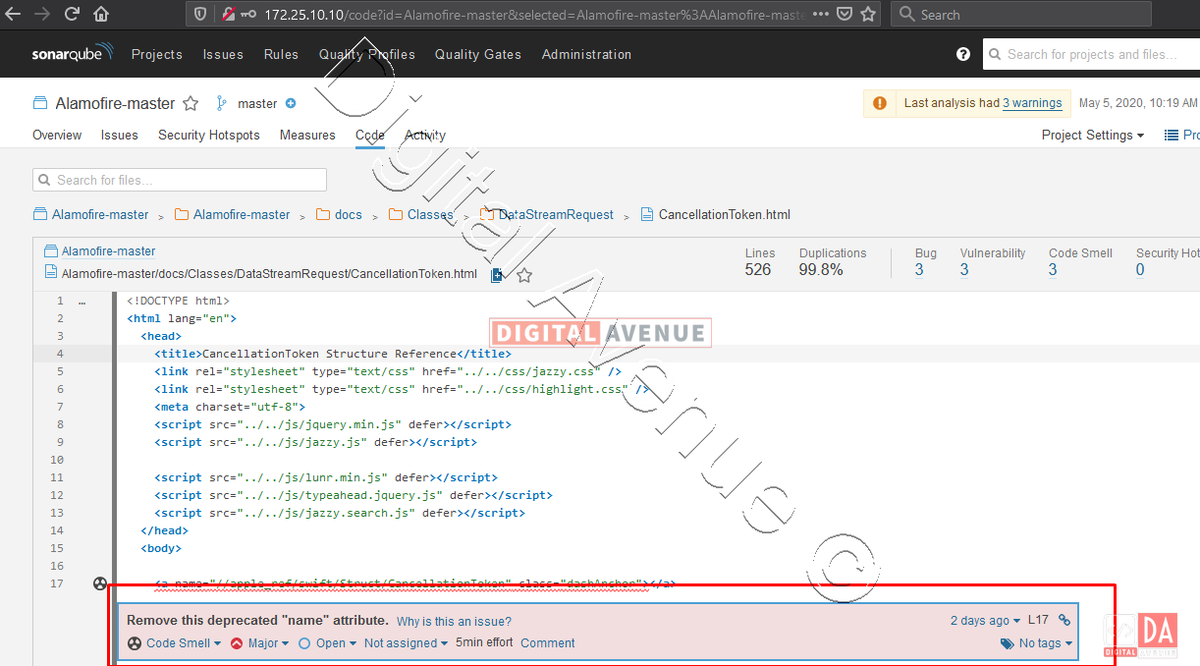 172.25.10.10/code?id=Alamofire-master&selected=Alamofire-master%3AAlamofire-maste
Search
sonarqube Projects Issues Rules Quality Profiles Quality Gates Administration
? Search for projects and files...
Alamofire-master master
Last analysis had 3 warnings May 5, 2020, 10:19 AM
Overview Issues Security Hotspots Measures Code Activity
Project Settings Pro
Search for files...
Alamofire-master > Alamofire-master > docs > Classes > DataStreamRequest > CancellationToken.html
Alamofire-master
Alamofire-master/docs/Classes/DataStreamRequest/CancellationToken.html
Lines Duplications Bug Vulnerability Code Smell Security Hot
526 99.8% 3 3 3 0
1 ... <!DOCTYPE html>
2 <html lang="en">
3 <head>
4 <title>CancellationToken Structure Reference</title>
5 <link rel="stylesheet" type="text/css" href="../../css/jazzy.css" />
6 <link rel="stylesheet" type="text/css" href="../../css/highlight.css" />
7 <meta charset="utf-8">
8 <script src="../../js/jquery.min.js" defer></script>
9 <script src="../../js/jazzy.js" defer></script>
10
11 <script src="../../js/lunr.min.js" defer></script>
12 <script src="../../js/typeahead.jquery.js" defer></script>
13 <script src="../../js/jazzy.search.js" defer></script>
14 </head>
15 <body>
16
17 <a name="//apple_ref/swift/Struct/CancellationToken" class="dashAnchor"></a>
Remove this deprecated "name" attribute. Why is this an issue?
2 days ago L17
Code Smell Major Open Not assigned 5min effort Comment
No tags
DIGITAL AVENUE
Digital Avenue ©
DA
DIGITAL AVENUE